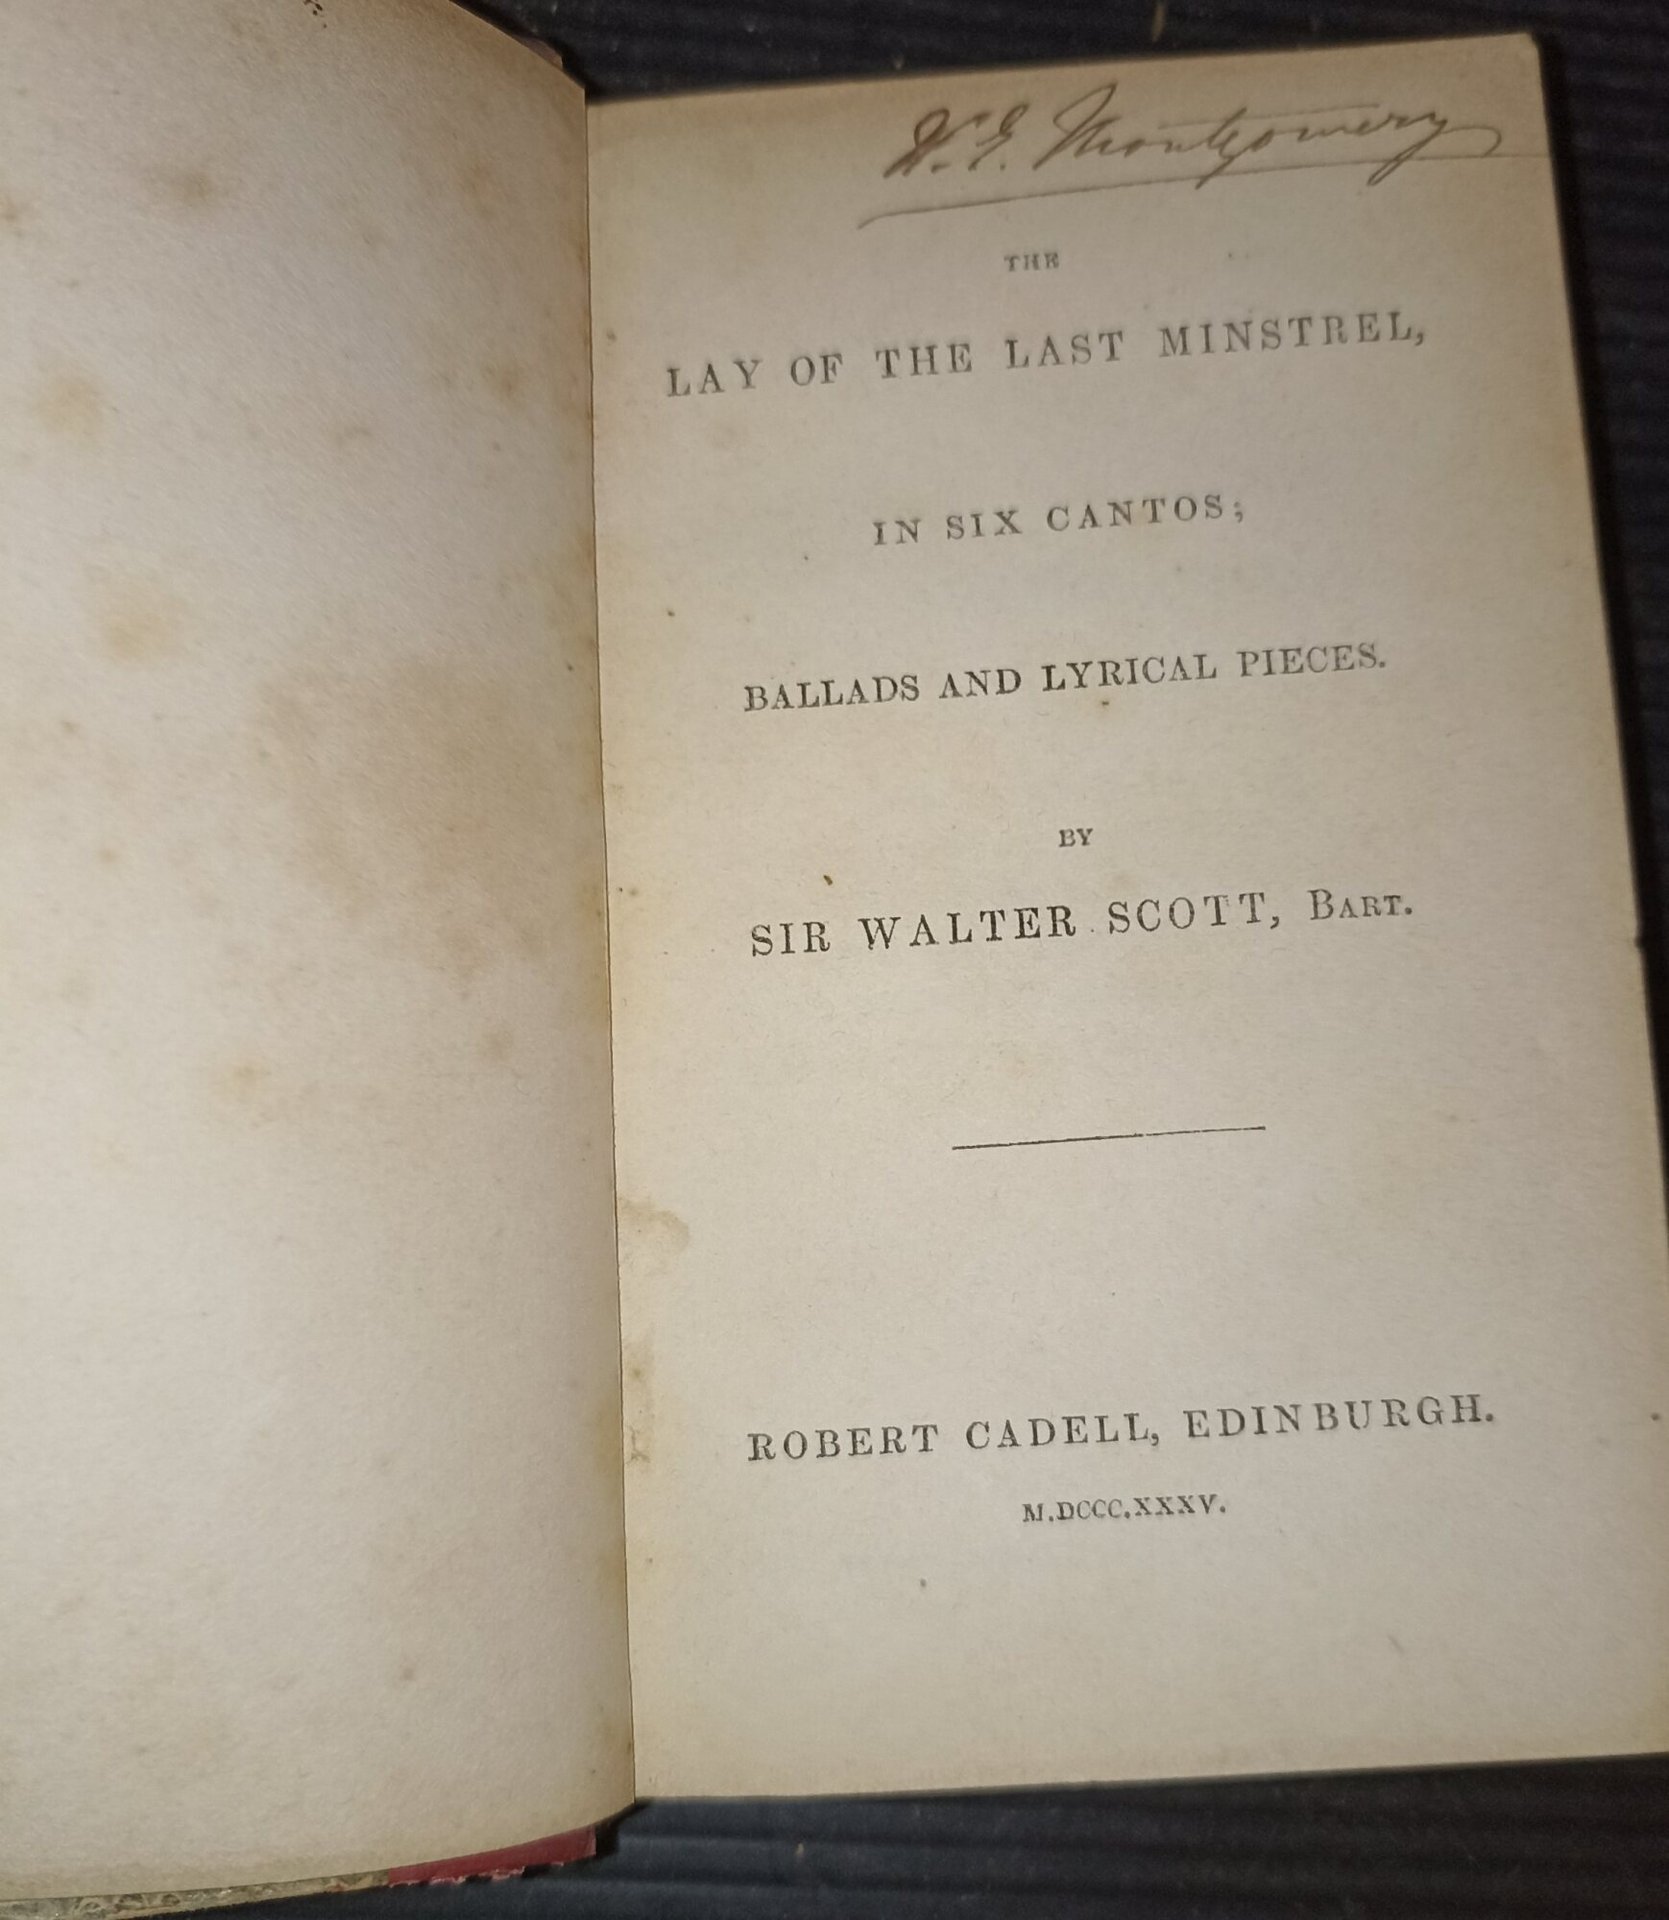 W. E. Montgomery
THE
LAY OF THE LAST MINSTREL,
IN SIX CANTOS;
BALLADS AND LYRICAL PIECES.
BY
SIR WALTER SCOTT, BART.
ROBERT CADELL, EDINBURGH.
M.DCCC.XXXV.